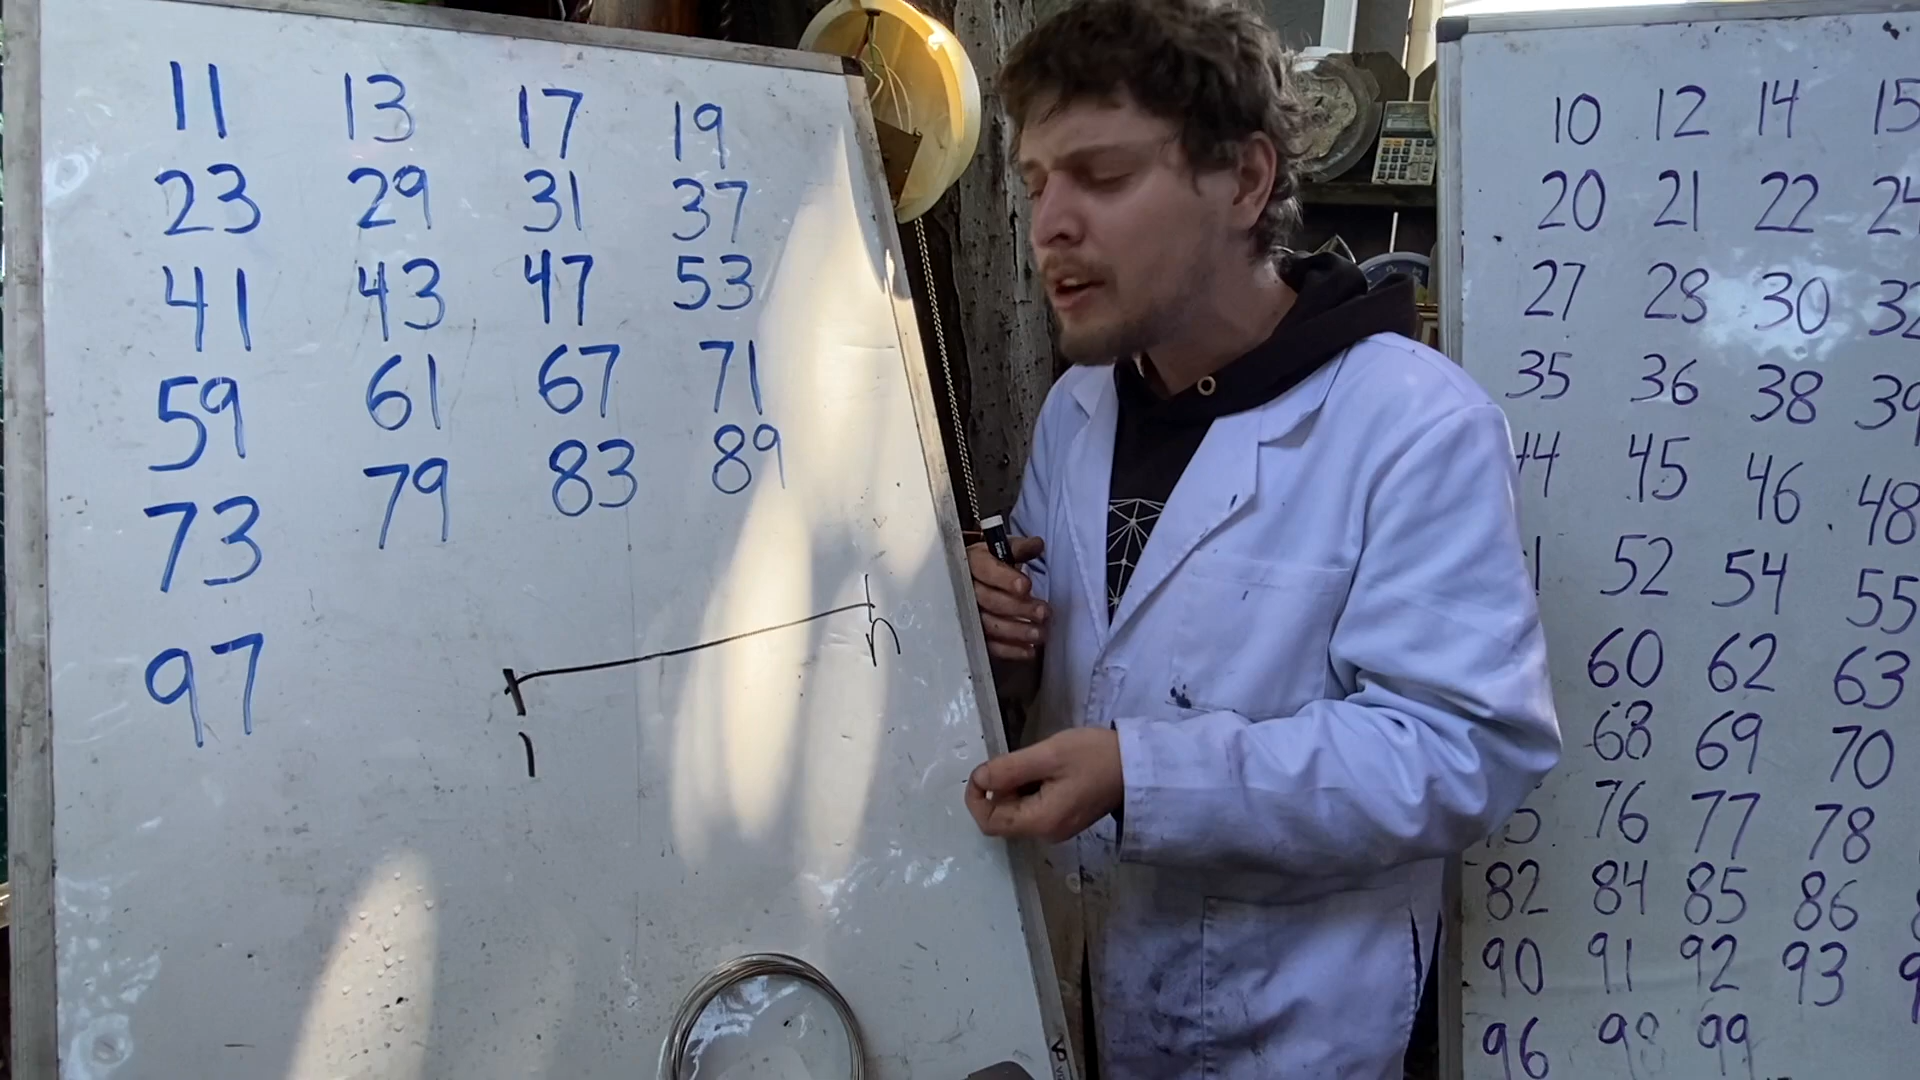 11 13 17 19
23 29 31 37
41 43 47 53
59 61 67 71
73 79 83 89
97
1
n
10 12 14 15
20 21 22 24
27 28 30 32
35 36 38 39
44 45 46 48
52 54 55
60 62 63
68 69 70
76 77 78
82 84 85 86
90 91 92 93
96 98 99